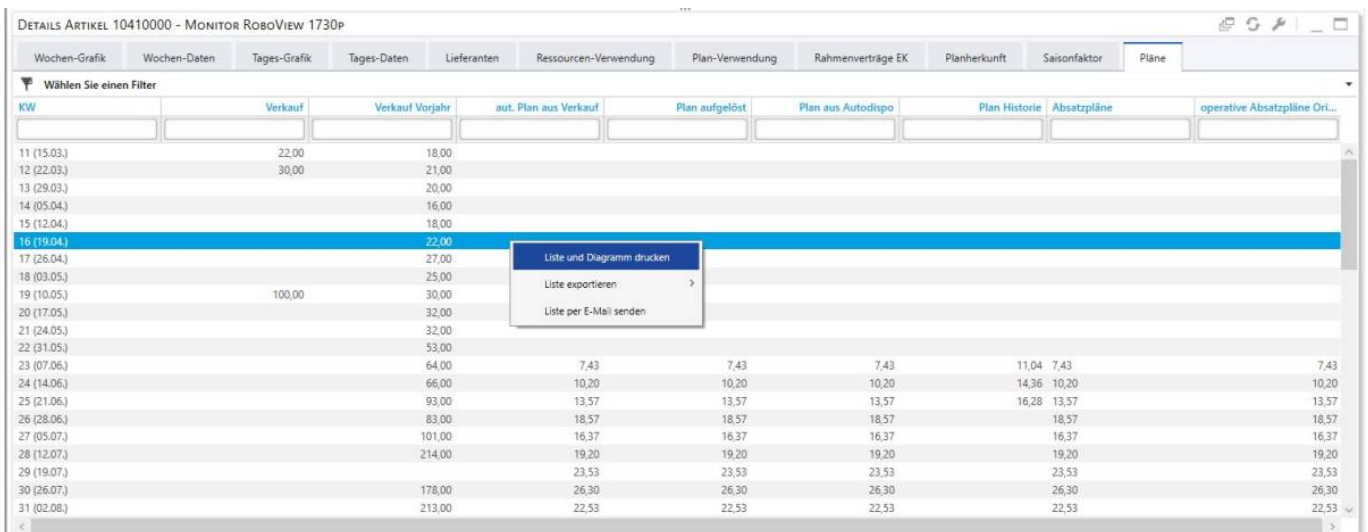 DETAILS ARTIKEL 10410000 - MONITOR ROBOVIEW 1730P
Wochen-Grafik Wochen-Daten Tages-Grafik Tages-Daten Lieferanten Ressourcen-Verwendung Plan-Verwendung Rahmenverträge EK Planherkunft Saisonfaktor Pläne
Wählen Sie einen Filter
KW Verkauf Verkauf Vorjahr aut. Plan aus Verkauf Plan aufgelöst Plan aus Autodispo Plan Historie Absatzpläne operative Absatzpläne Ori...
11 (15.03.) 22,00 18,00
12 (22.03.) 30,00 21,00
13 (29.03.) 20,00
14 (05.04.) 16,00
15 (12.04.) 18,00
16 (19.04.) 22,00
17 (26.04.) 27,00 Liste und Diagramm drucken
18 (03.05.) 25,00
Liste exportieren
19 (10.05.) 100,00 30,00
20 (17.05.) 32,00 Liste per E-Mail senden
21 (24.05.) 32,00
22 (31.05.) 53,00
23 (07.06.) 64,00 7,43 7,43 7,43 11,04 7,43 7,43
24 (14.06.) 66,00 10,20 10,20 10,20 14,36 10,20 10,20
25 (21.06.) 93,00 13,57 13,57 13,57 16,28 13,57 13,57
26 (28.06.) 83,00 18,57 18,57 18,57 18,57 18,57
27 (05.07.) 101,00 16,37 16,37 16,37 16,37 16,37
28 (12.07.) 214,00 19,20 19,20 19,20 19,20 19,20
29 (19.07.) 23,53 23,53 23,53 23,53 23,53
30 (26.07.) 178,00 26,30 26,30 26,30 26,30 26,30
31 (02.08.) 213,00 22,53 22,53 22,53 22,53 22,53